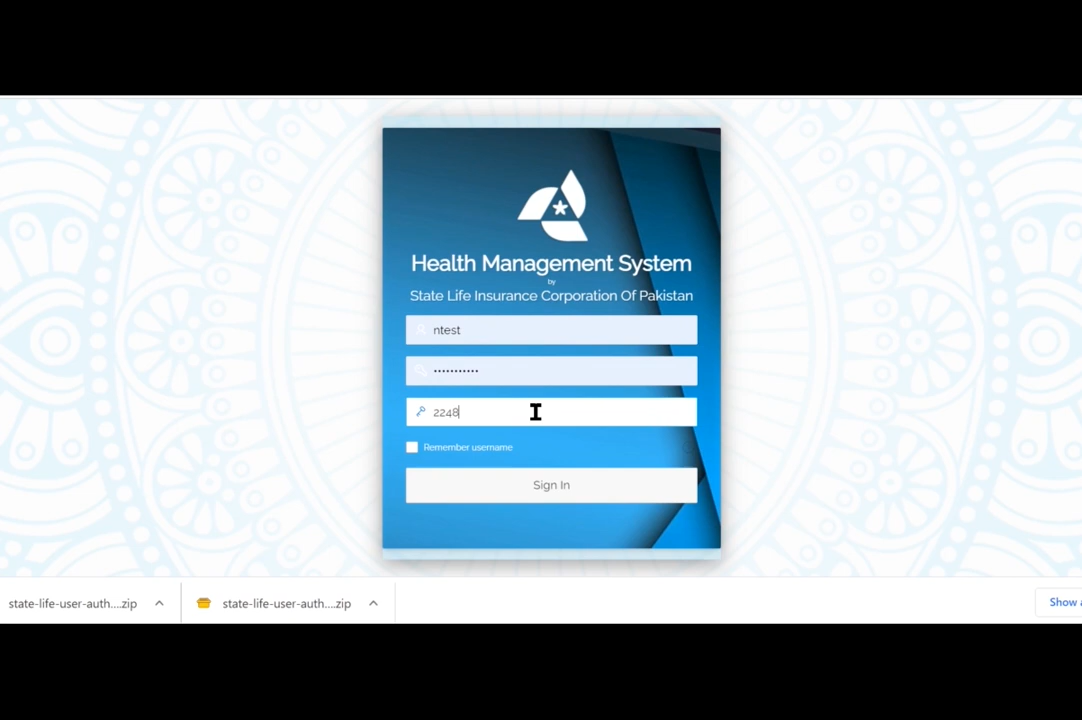 Health Management System
by
State Life Insurance Corporation Of Pakistan
ntest
•••••••••••
2248
Remember username
Sign In
state-life-user-auth....zip
state-life-user-auth....zip
Show